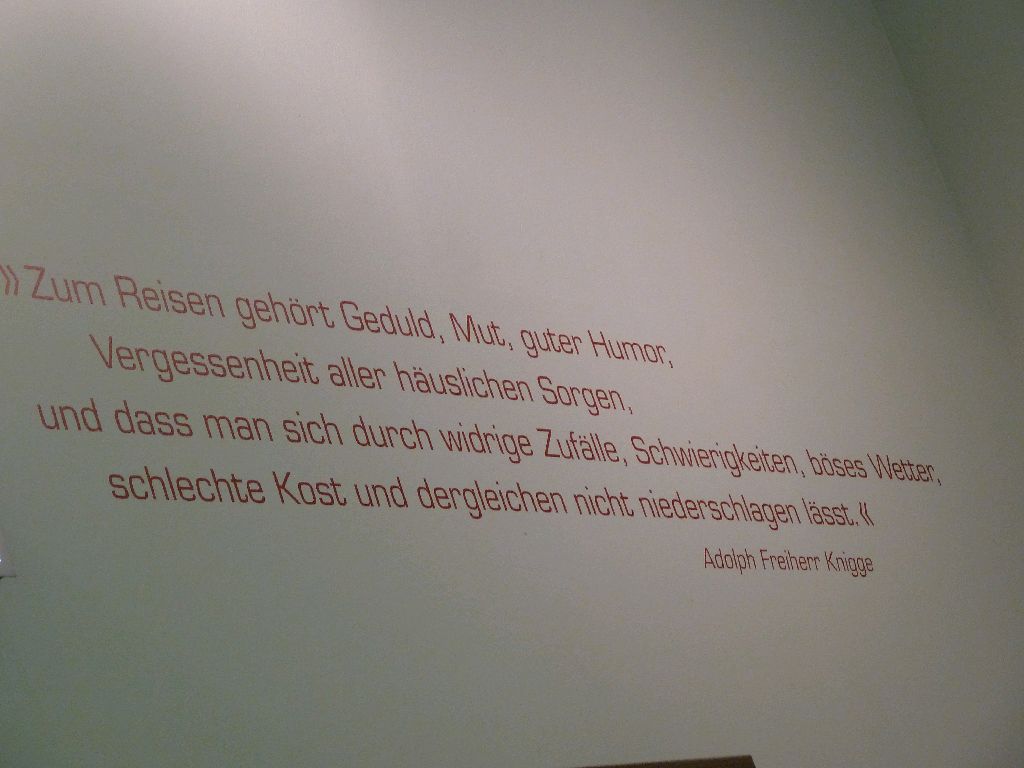 »Zum Reisen gehört Geduld, Mut, guter Humor,
Vergessenheit aller häuslichen Sorgen,
und dass man sich durch widrige Zufälle, Schwierigkeiten, böses Wetter,
schlechte Kost und dergleichen nicht niederschlagen lässt.«
Adolph Freiherr Knigge